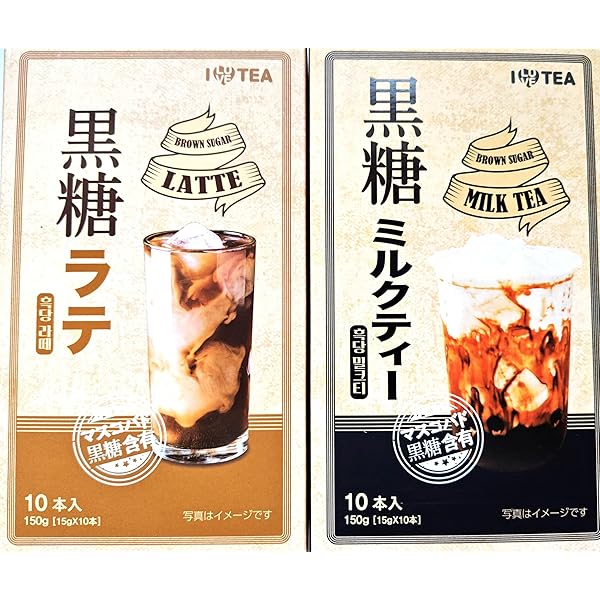 I LOVE TEA
黒糖ラテ
BROWN SUGAR
LATTE
흑당 라떼
マスコバド
黒糖含有
10本入
150g [15gX10本]
写真はイメージです
I LOVE TEA
黒糖
ミルクティー
BROWN SUGAR
MILK TEA
흑당 밀크티
マスコバド
黒糖含有
10本入
150g [15gX10本]
写真はイメージです